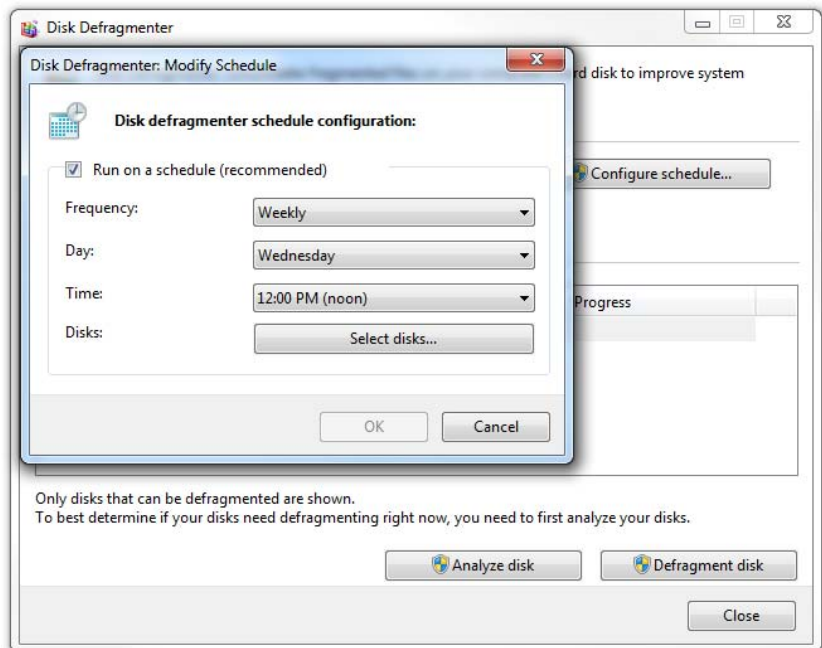 Disk Defragmenter
Disk Defragmenter: Modify Schedule
rd disk to improve system
Disk defragmenter schedule configuration:
Run on a schedule (recommended)
Configure schedule...
Frequency:
Weekly
Day:
Wednesday
Time:
12:00 PM (noon)
Progress
Disks:
Select disks...
OK
Cancel
Only disks that can be defragmented are shown.
To best determine if your disks need defragmenting right now, you need to first analyze your disks.
Analyze disk
Defragment disk
Close